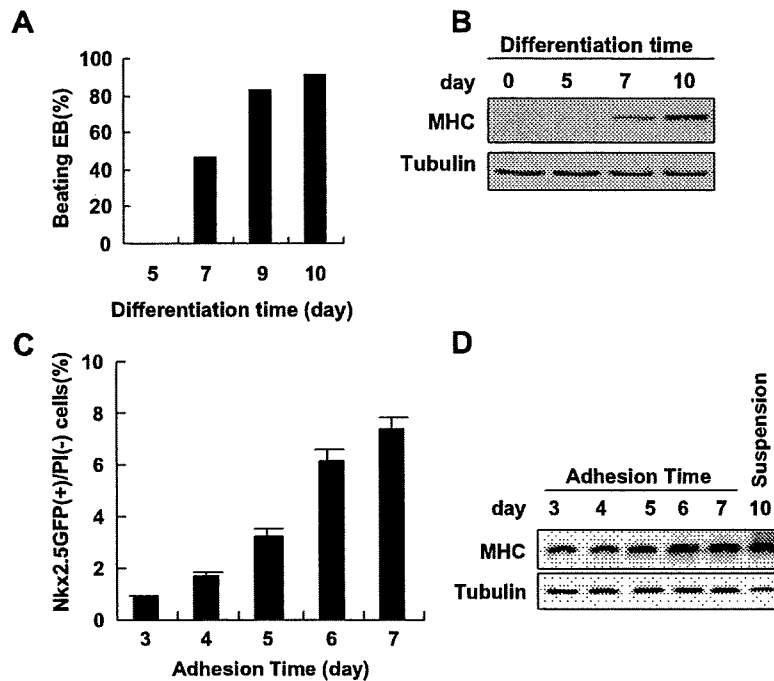 A
100
80
60
40
20
0
Beating EB(%)
5 7 9 10
Differentiation time (day)
B
Differentiation time
day 0 5 7 10
MHC
Tubulin
C
10
8
6
4
2
0
Nkx2.5GFP(+)/PI(-) cells(%)
3 4 5 6 7
Adhesion Time (day)
D
Suspension
Adhesion Time
day 3 4 5 6 7 10
MHC
Tubulin